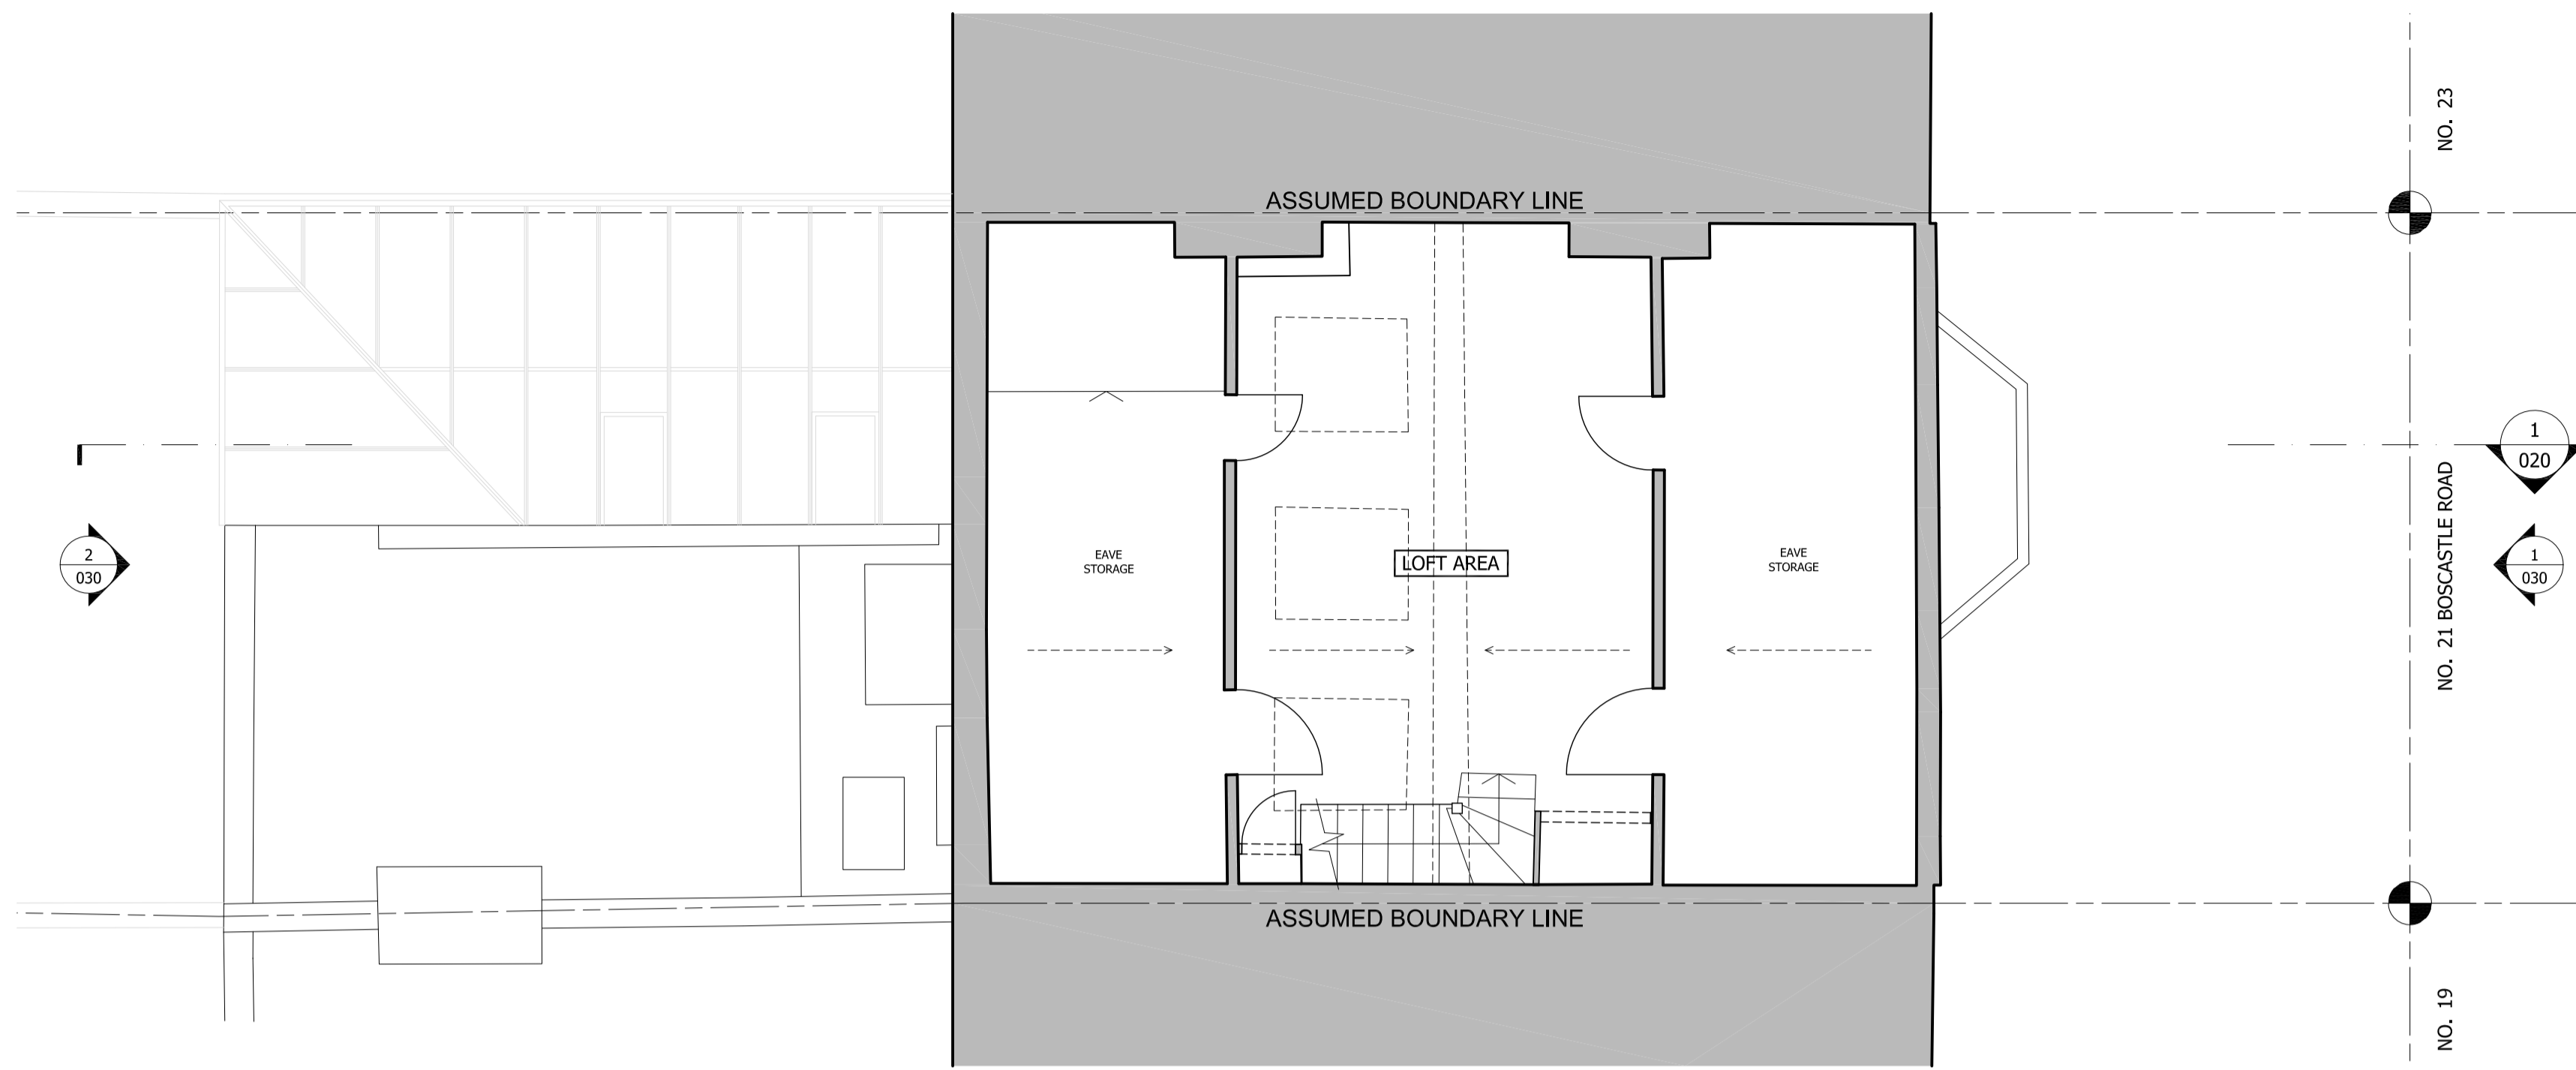 NO. 23
ASSUMED BOUNDARY LINE
1
020
NO. 21 BOSCASTLE ROAD
2
030
EAVE
STORAGE
LOFT AREA
EAVE
STORAGE
1
030
ASSUMED BOUNDARY LINE
NO. 19